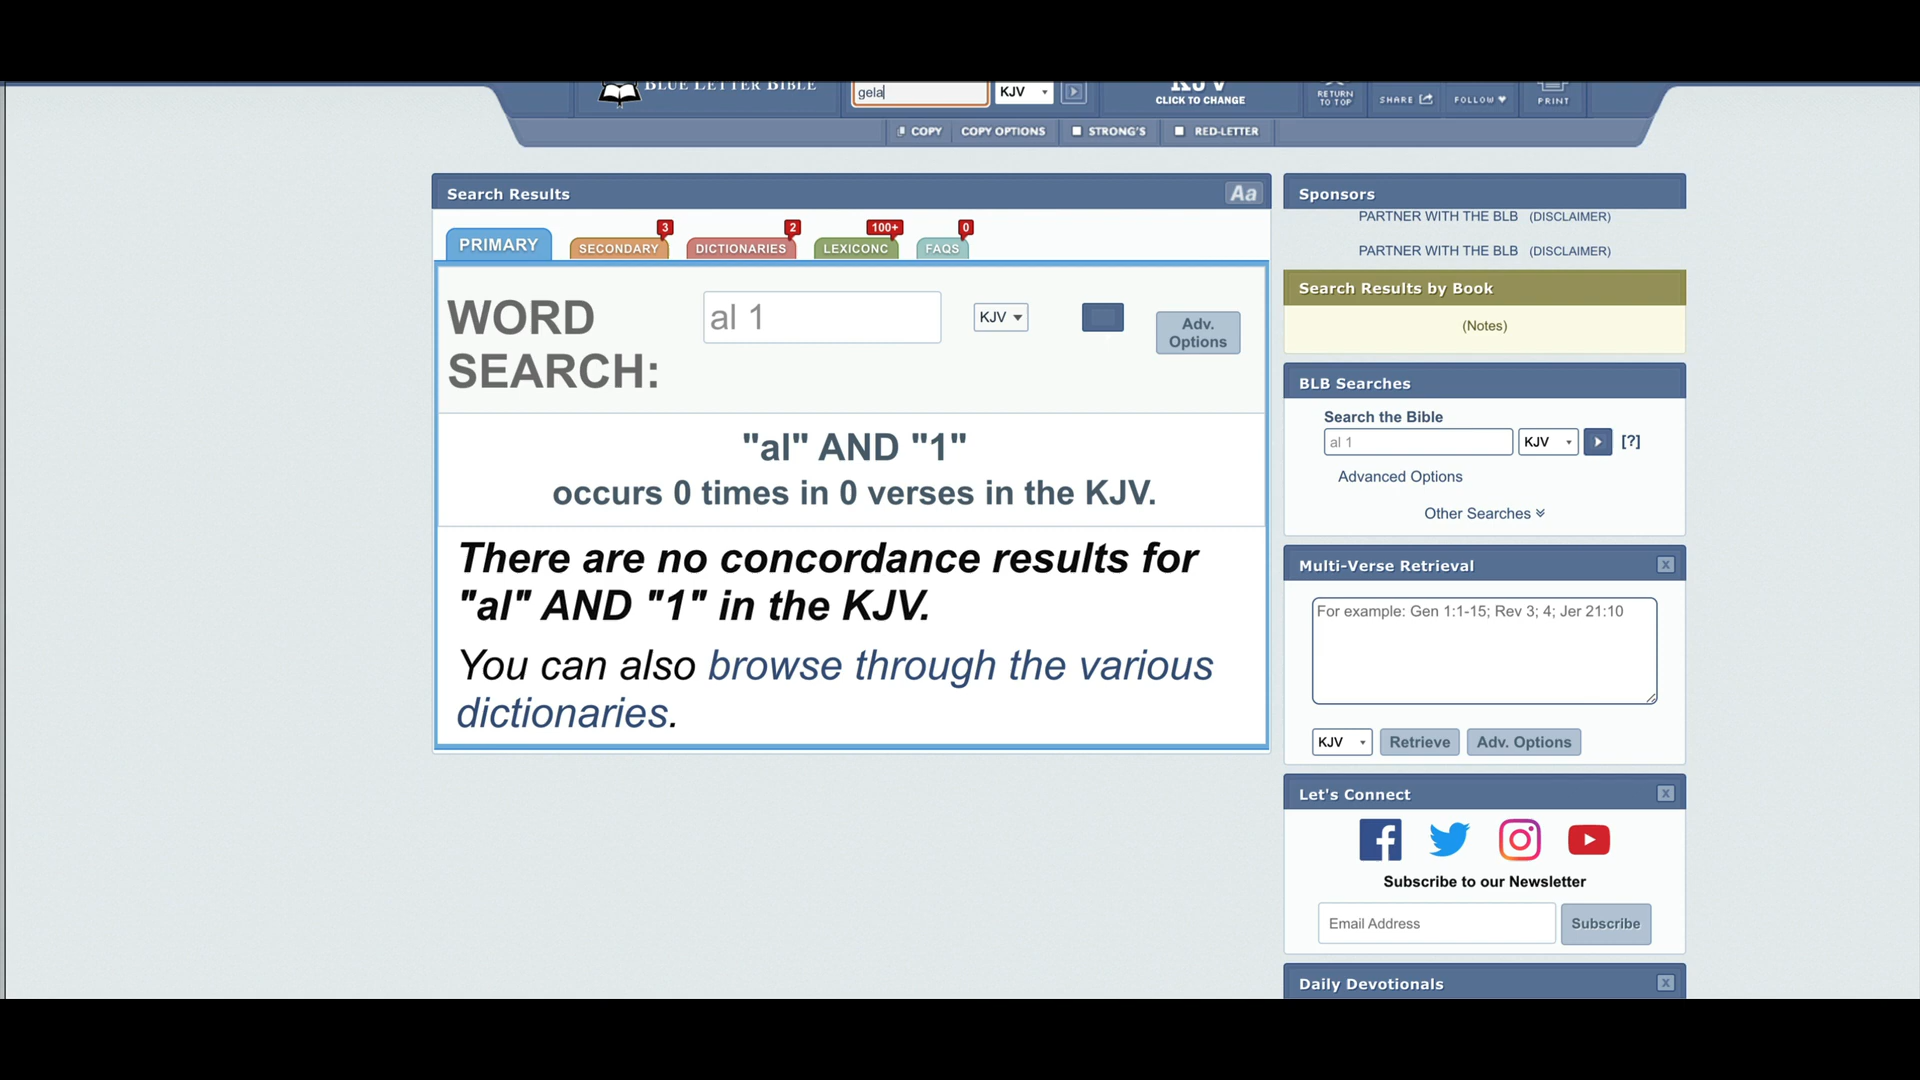 BLUE LETTER BIBLE
gela
KJV
KJV
CLICK TO CHANGE
RETURN
TO TOP
SHARE
FOLLOW
PRINT
COPY
COPY OPTIONS
STRONG'S
RED-LETTER
Search Results
Aa
PRIMARY
SECONDARY
3
DICTIONARIES
2
LEXICONC
100+
FAQS
0
WORD
SEARCH:
al 1
KJV
Adv.
Options
"al" AND "1"
occurs 0 times in 0 verses in the KJV.
There are no concordance results for
"al" AND "1" in the KJV.
You can also browse through the various
dictionaries.
Sponsors
PARTNER WITH THE BLB (DISCLAIMER)
PARTNER WITH THE BLB (DISCLAIMER)
Search Results by Book
(Notes)
BLB Searches
Search the Bible
al 1
KJV
[?]
Advanced Options
Other Searches
Multi-Verse Retrieval
X
For example: Gen 1:1-15; Rev 3; 4; Jer 21:10
KJV
Retrieve
Adv. Options
Let's Connect
X
Subscribe to our Newsletter
Email Address
Subscribe
Daily Devotionals
X